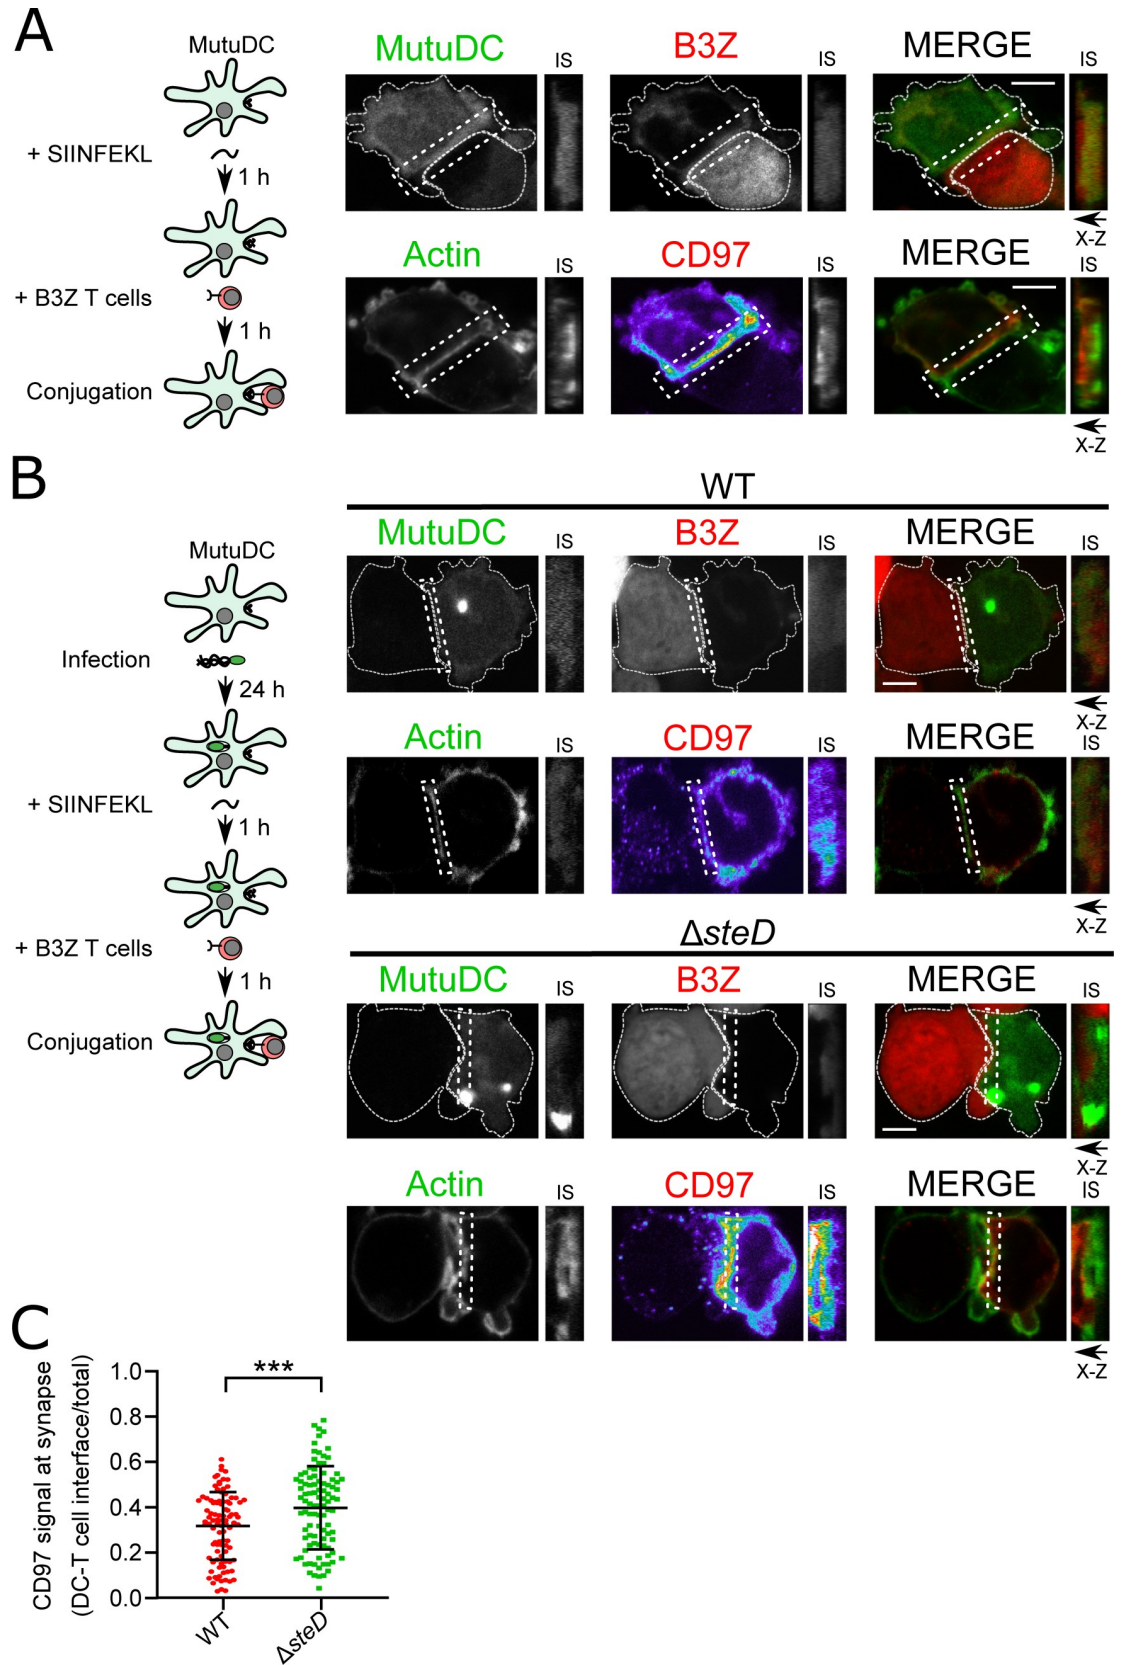 A
MutuDC
+ SIINFEKL
1 h
+ B3Z T cells
1 h
Conjugation
MutuDC IS B3Z IS MERGE IS
X-Z
Actin IS CD97 IS MERGE IS
X-Z
B
MutuDC
Infection
24 h
+ SIINFEKL
1 h
+ B3Z T cells
1 h
Conjugation
WT
MutuDC IS B3Z IS MERGE IS
X-Z
Actin IS CD97 IS MERGE IS
X-Z
ΔsteD
MutuDC IS B3Z IS MERGE IS
X-Z
Actin IS CD97 IS MERGE IS
X-Z
C
CD97 signal at synapse
(DC-T cell interface/total)
***
1.0
0.8
0.6
0.4
0.2
0.0
WT
ΔsteD